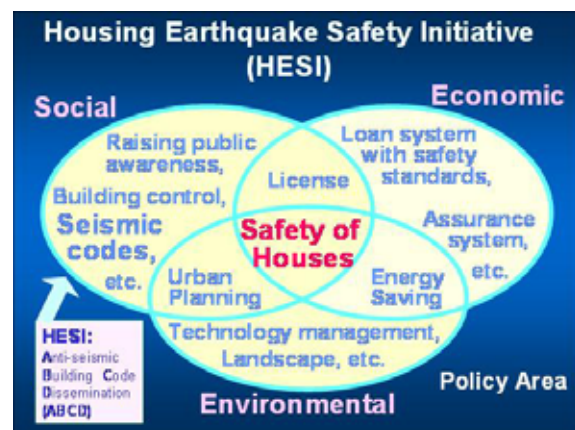 Housing Earthquake Safety Initiative
(HESI)
Social
Economic
Raising public
awareness,
Building control,
Seismic
codes,
etc.
License
Loan system
with safety
standards,
Assurance
system,
etc.
Safety of
Houses
Urban
Planning
Energy
Saving
Technology management,
Landscape, etc.
HESI:
Anti-seismic
Building Code
Dissemination
(ABCD)
Environmental
Policy Area